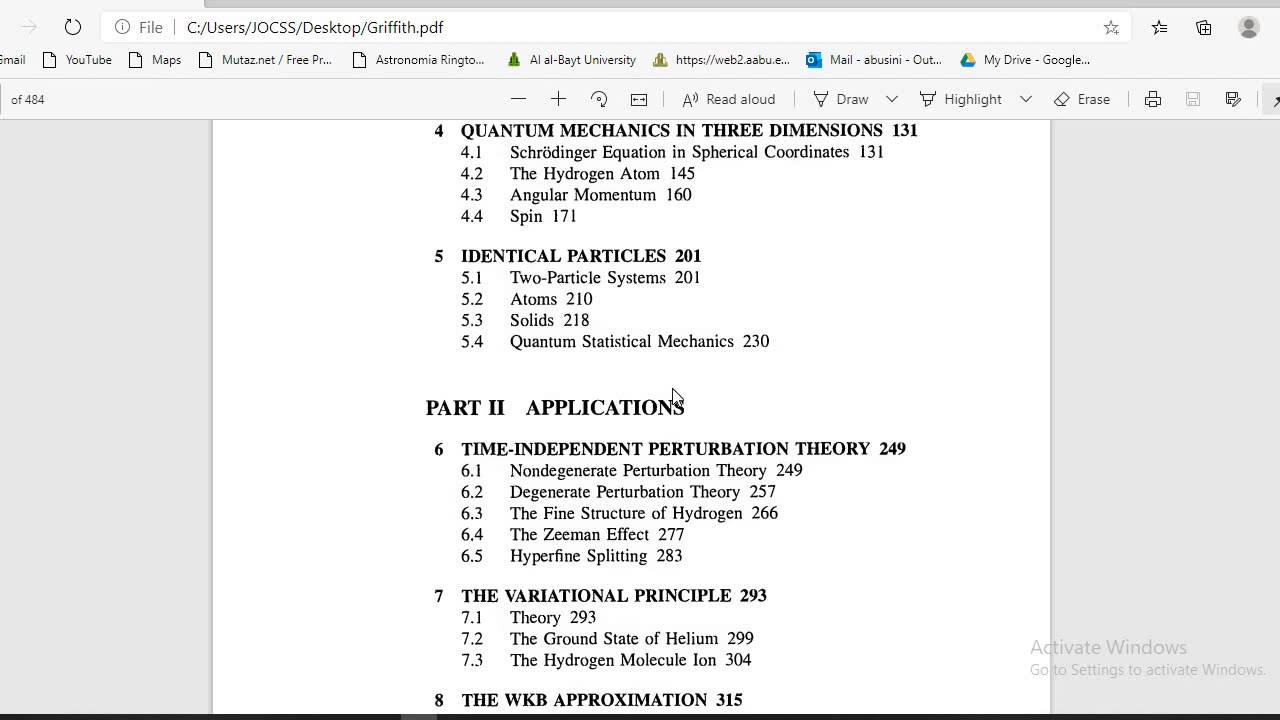 File C:/Users/JOCSS/Desktop/Griffith.pdf
Gmail YouTube Maps Mutaz.net / Free Pr... Astronomia Ringto... Al al-Bayt University https://web2.aabu.e... Mail - abusini - Out... My Drive - Google...
of 484 Read aloud Draw Highlight Erase
4 QUANTUM MECHANICS IN THREE DIMENSIONS 131
4.1 Schrödinger Equation in Spherical Coordinates 131
4.2 The Hydrogen Atom 145
4.3 Angular Momentum 160
4.4 Spin 171
5 IDENTICAL PARTICLES 201
5.1 Two-Particle Systems 201
5.2 Atoms 210
5.3 Solids 218
5.4 Quantum Statistical Mechanics 230
PART II APPLICATIONS
6 TIME-INDEPENDENT PERTURBATION THEORY 249
6.1 Nondegenerate Perturbation Theory 249
6.2 Degenerate Perturbation Theory 257
6.3 The Fine Structure of Hydrogen 266
6.4 The Zeeman Effect 277
6.5 Hyperfine Splitting 283
7 THE VARIATIONAL PRINCIPLE 293
7.1 Theory 293
7.2 The Ground State of Helium 299
7.3 The Hydrogen Molecule Ion 304
8 THE WKB APPROXIMATION 315
Activate Windows
Go to Settings to activate Windows.